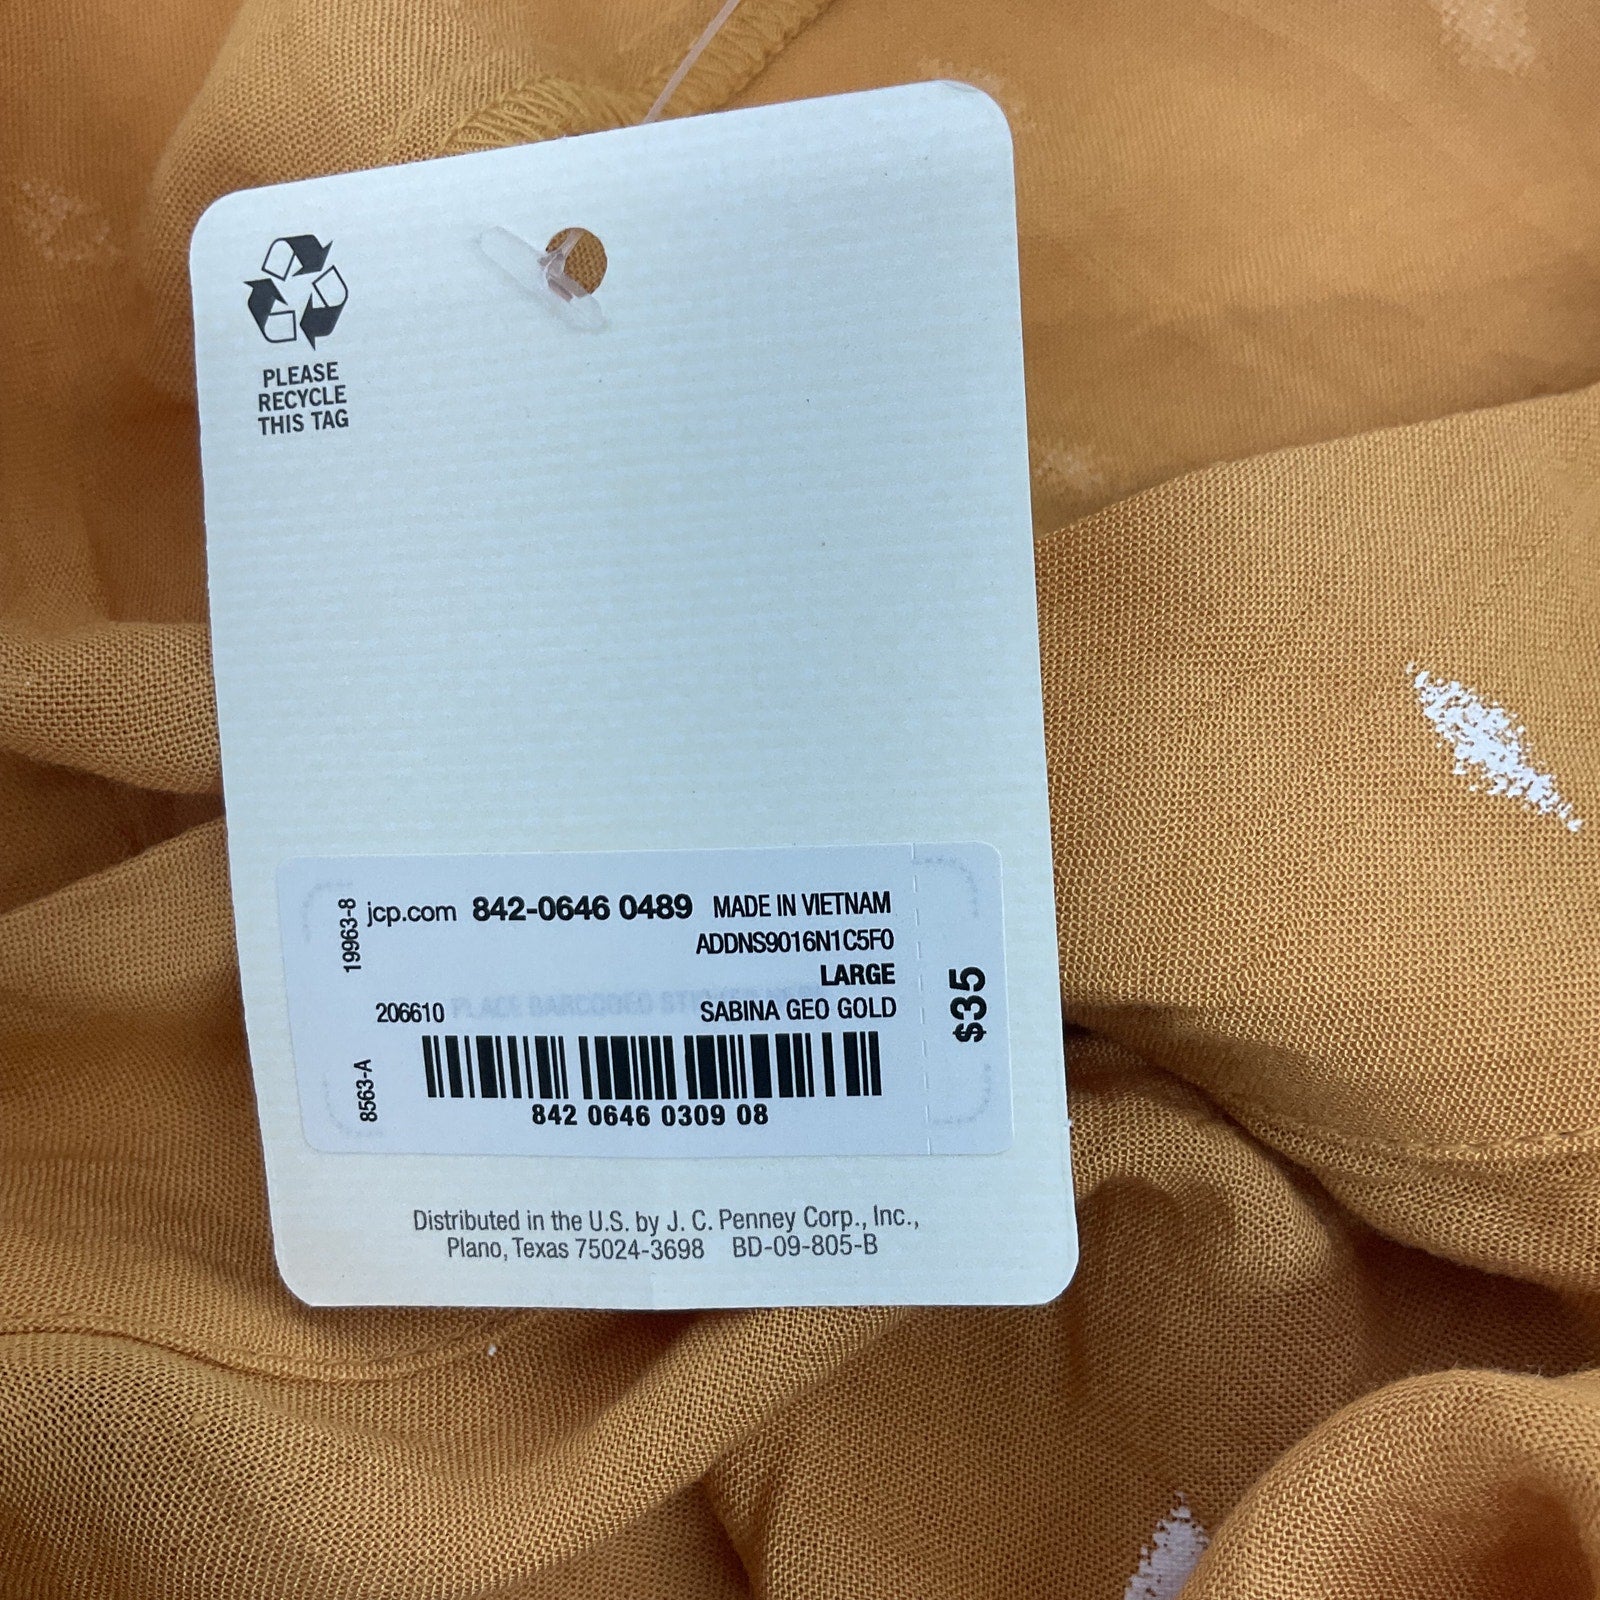 PLEASE
RECYCLE
THIS TAG
19963-8
jcp.com 842-0646 0489 MADE IN VIETNAM
ADDNS9016N1C5F0
LARGE
206610 SABINA GEO GOLD
$35
8563-A
842 0646 0309 08
Distributed in the U.S. by J. C. Penney Corp., Inc.,
Plano, Texas 75024-3698 BD-09-805-B